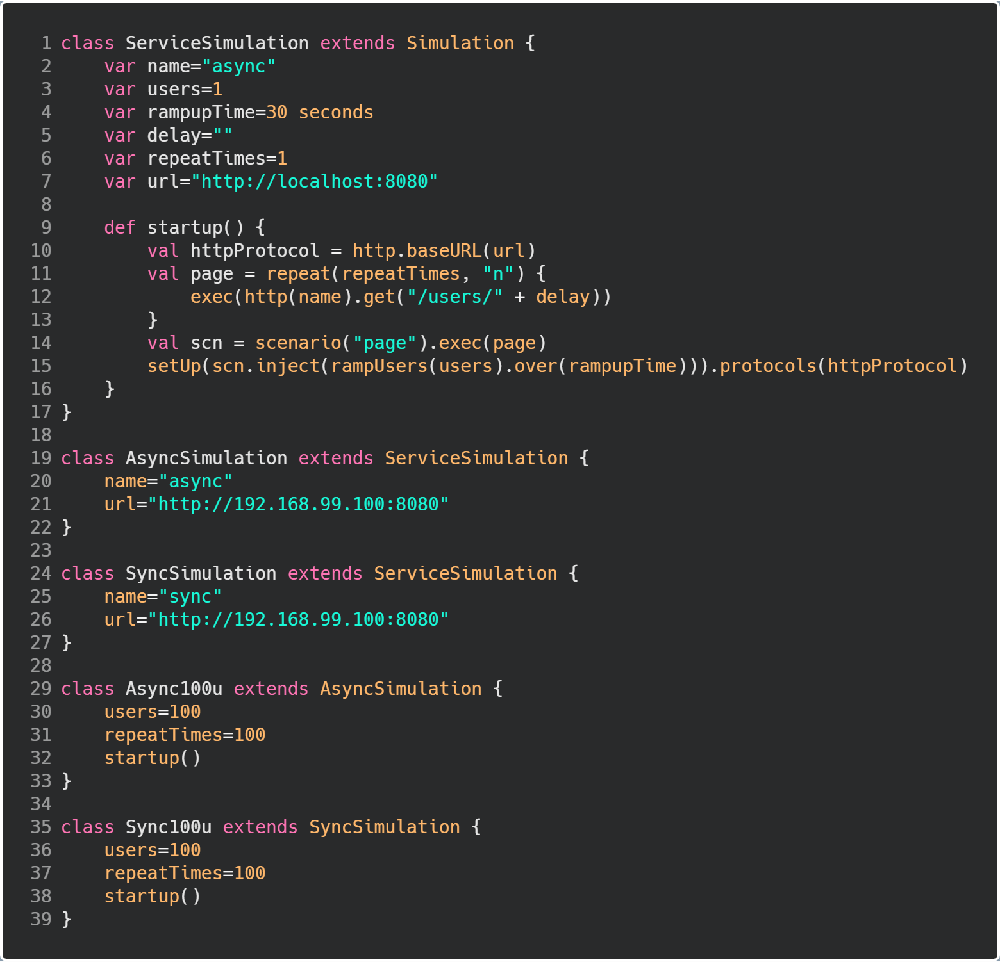 1 class ServiceSimulation extends Simulation {
2     var name="async"
3     var users=1
4     var rampupTime=30 seconds
5     var delay=""
6     var repeatTimes=1
7     var url="http://localhost:8080"
8
9     def startup() {
10         val httpProtocol = http.baseURL(url)
11         val page = repeat(repeatTimes, "n") {
12             exec(http(name).get("/users/" + delay))
13         }
14         val scn = scenario("page").exec(page)
15         setUp(scn.inject(rampUsers(users).over(rampupTime))).protocols(httpProtocol)
16     }
17 }
18
19 class AsyncSimulation extends ServiceSimulation {
20     name="async"
21     url="http://192.168.99.100:8080"
22 }
23
24 class SyncSimulation extends ServiceSimulation {
25     name="sync"
26     url="http://192.168.99.100:8080"
27 }
28
29 class Async100u extends AsyncSimulation {
30     users=100
31     repeatTimes=100
32     startup()
33 }
34
35 class Sync100u extends SyncSimulation {
36     users=100
37     repeatTimes=100
38     startup()
39 }